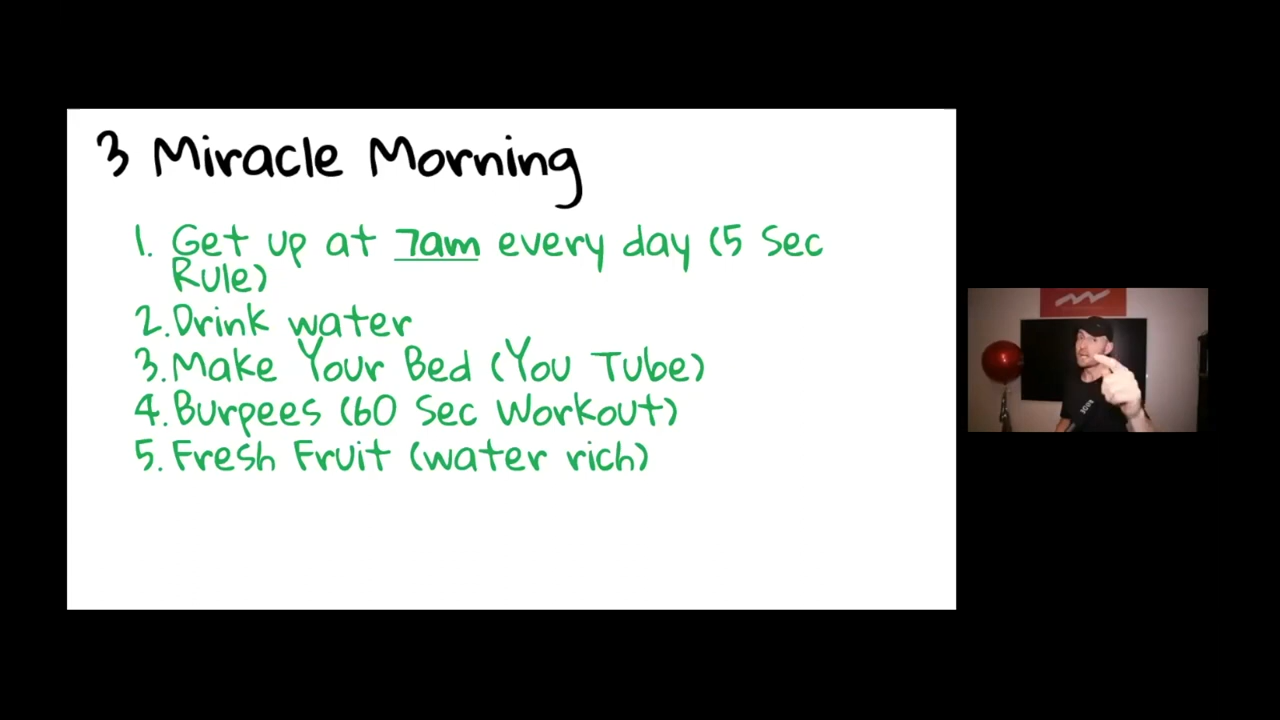 3 Miracle Morning
1. Get up at 7am every day (5 Sec
Rule)
2. Drink water
3. Make Your Bed (You Tube)
4. Burpees (60 Sec Workout)
5. Fresh Fruit (water rich)